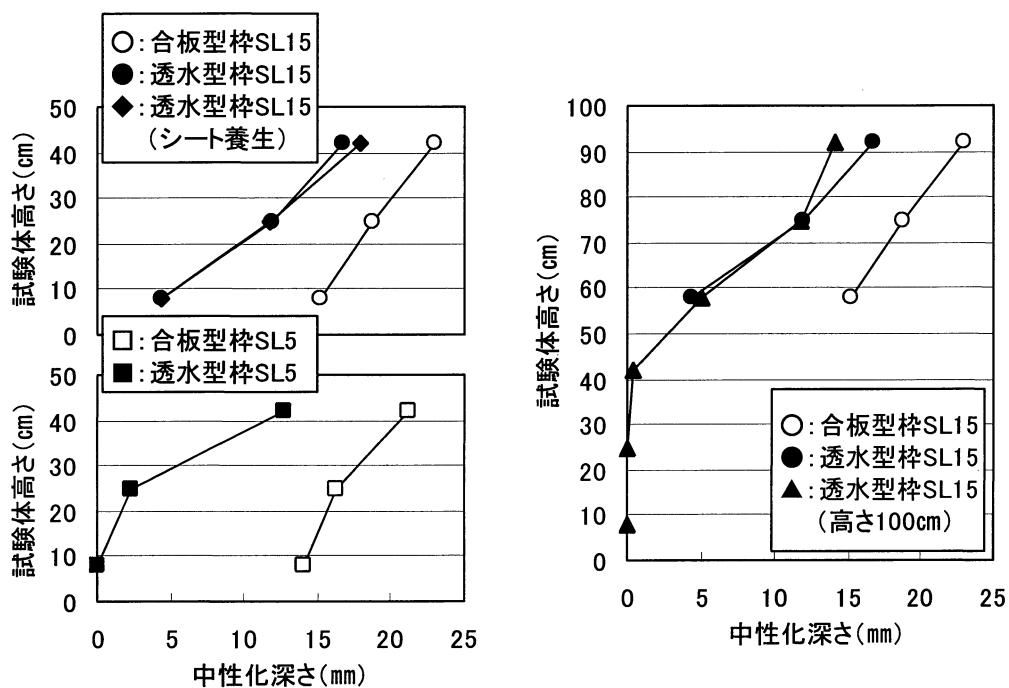 ○:合板型枠SL15
●:透水型枠SL15
◆:透水型枠SL15
(シート養生)
試験体高さ(cm)
50
40
30
20
10
0
□:合板型枠SL5
■:透水型枠SL5
試験体高さ(cm)
50
40
30
20
10
0
0 5 10 15 20 25
中性化深さ(mm)
試験体高さ(cm)
100
90
80
70
60
50
40
30
20
10
0
○:合板型枠SL15
●:透水型枠SL15
▲:透水型枠SL15
(高さ100cm)
0 5 10 15 20 25
中性化深さ(mm)